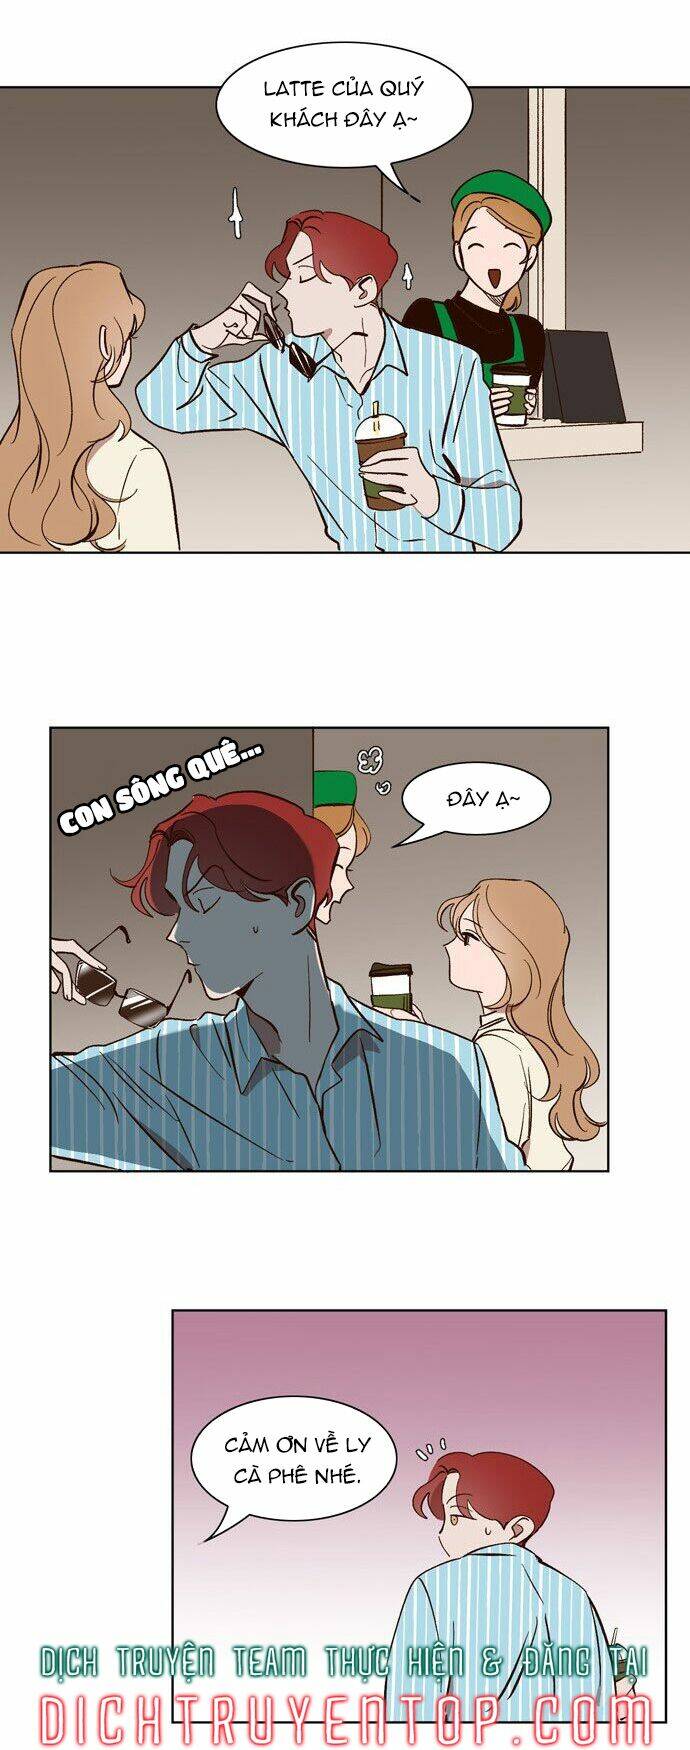 LATTE CỦA QUÝ
KHÁCH ĐÂY Ạ~
CON SÔNG QUÊ...
ĐÂY Ạ~
CẢM ƠN VỀ LY
CÀ PHÊ NHÉ.
DỊCH TRUYỆN TEAM THỰC HIỆN & ĐĂNG TẠI
DICHTRUYENTOP.COM